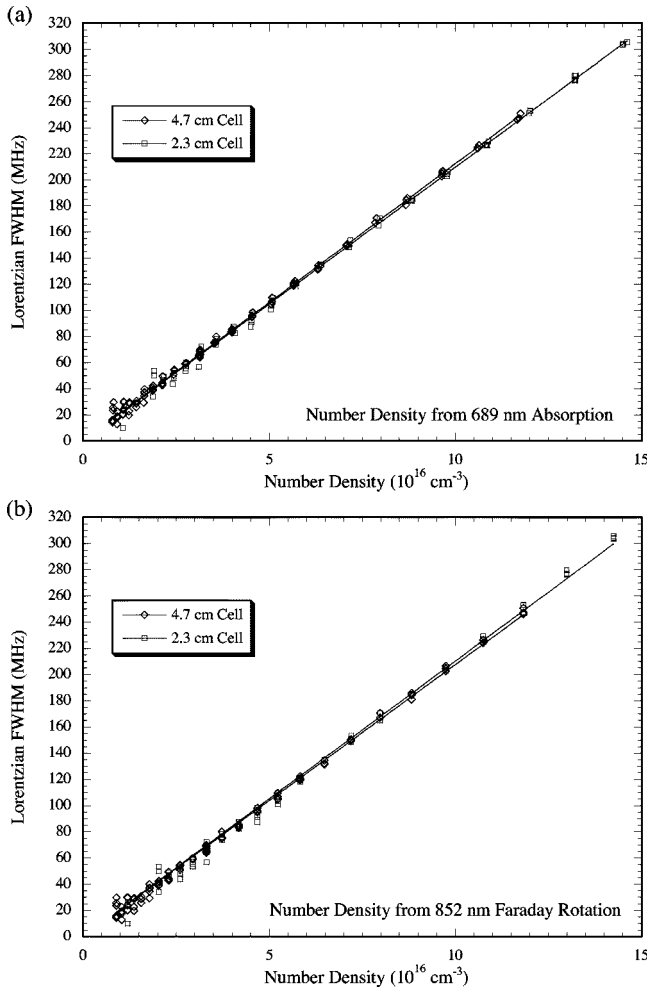 (a)
320
300
280
260
240
220
200
180
160
140
120
100
80
60
40
20
0
Lorentzian FWHM (MHz)
4.7 cm Cell
2.3 cm Cell
Number Density from 689 nm Absorption
0 5 10 15
Number Density (10^16 cm^-3)
(b)
320
300
280
260
240
220
200
180
160
140
120
100
80
60
40
20
0
Lorentzian FWHM (MHz)
4.7 cm Cell
2.3 cm Cell
Number Density from 852 nm Faraday Rotation
0 5 10 15
Number Density (10^16 cm^-3)